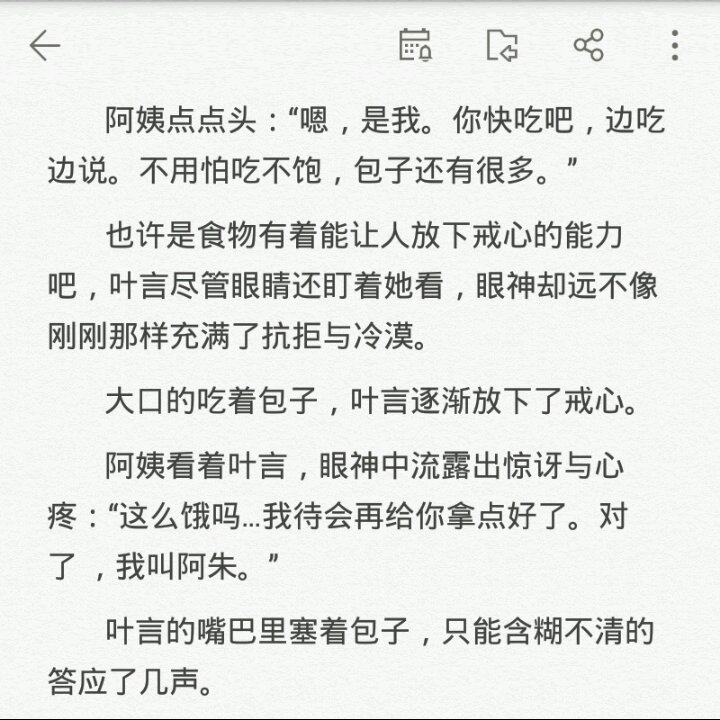 阿姨点点头：“嗯，是我。你快吃吧，边吃
边说。不用怕吃不饱，包子还有很多。”
也许是食物有着能让人放下戒心的能力
吧，叶言尽管眼睛还盯着她看，眼神却远不像
刚刚那样充满了抗拒与冷漠。
大口的吃着包子，叶言逐渐放下了戒心。
阿姨看着叶言，眼神中流露出惊讶与心
疼：“这么饿吗...我待会再给你拿点好了。对
了 ，我叫阿朱。”
叶言的嘴巴里塞着包子，只能含糊不清的
答应了几声。